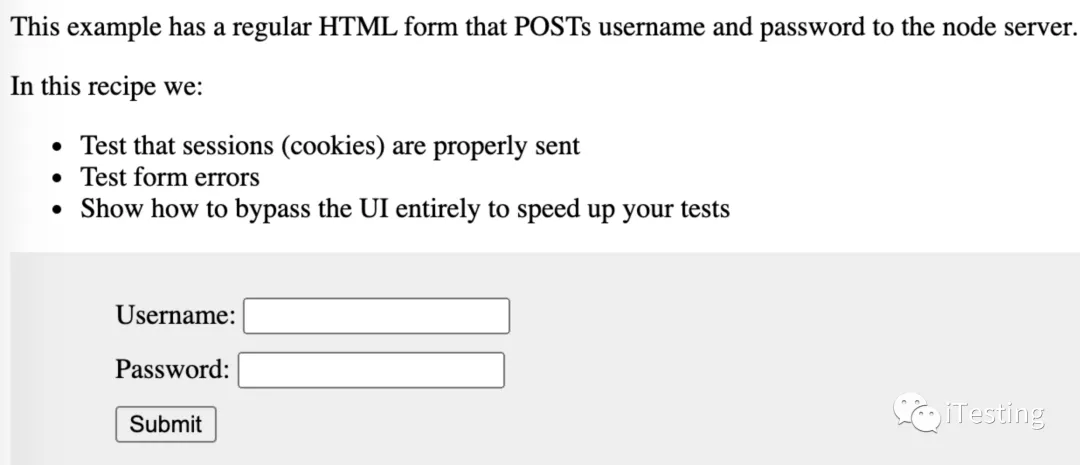 This example has a regular HTML form that POSTs username and password to the node server.
In this recipe we:
• Test that sessions (cookies) are properly sent
• Test form errors
• Show how to bypass the UI entirely to speed up your tests
Username:
Password:
Submit
iTesting